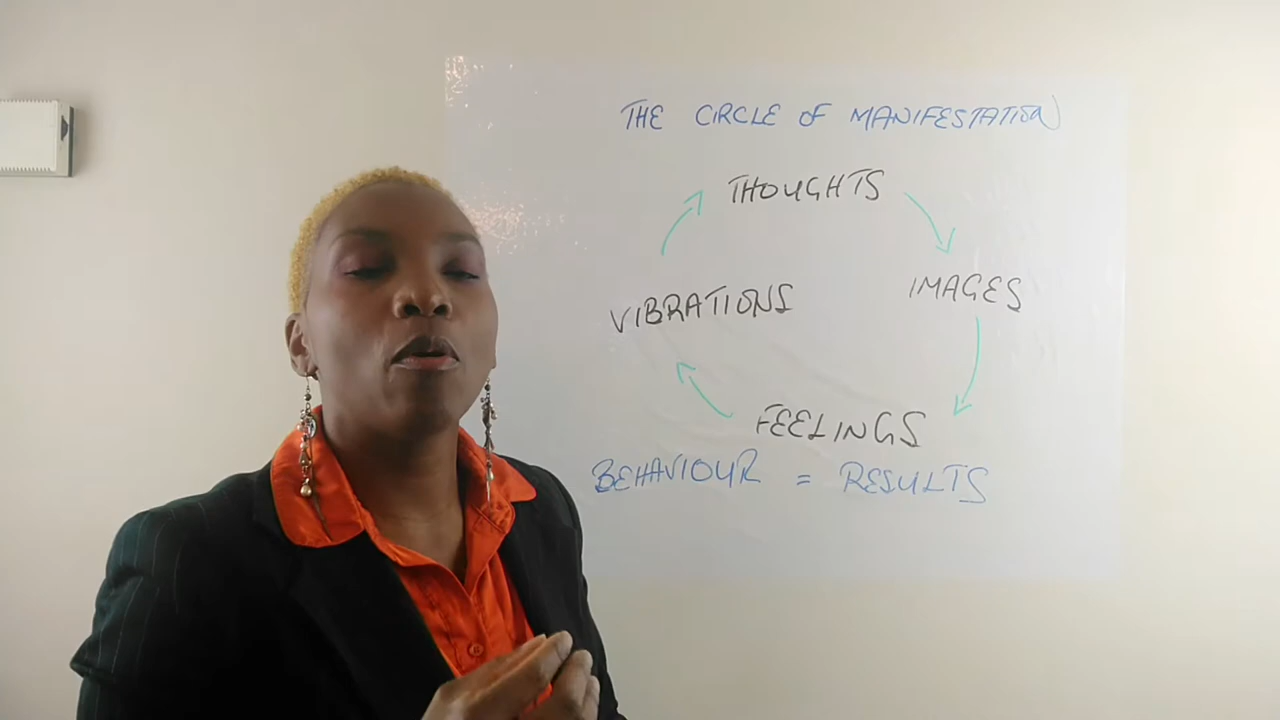 THE CIRCLE OF MANIFESTATION
THOUGHTS
IMAGES
VIBRATIONS
FEELINGS
BEHAVIOUR = RESULTS